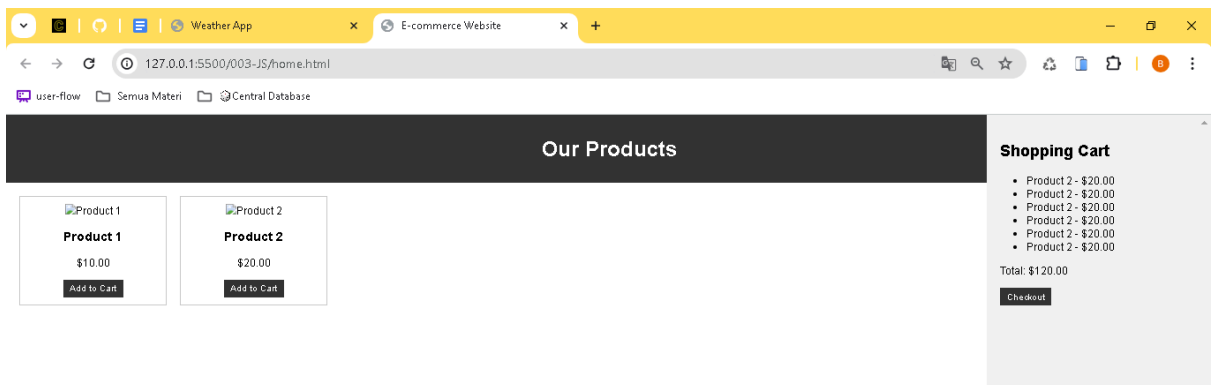 Weather App
E-commerce Website
127.0.0.1:5500/003-JS/home.html
B
user-flow
Semua Materi
Central Database
Our Products
Product 1
Product 1
$10.00
Add to Cart
Product 2
Product 2
$20.00
Add to Cart
Shopping Cart
Product 2 - $20.00
Product 2 - $20.00
Product 2 - $20.00
Product 2 - $20.00
Product 2 - $20.00
Product 2 - $20.00
Total: $120.00
Checkout